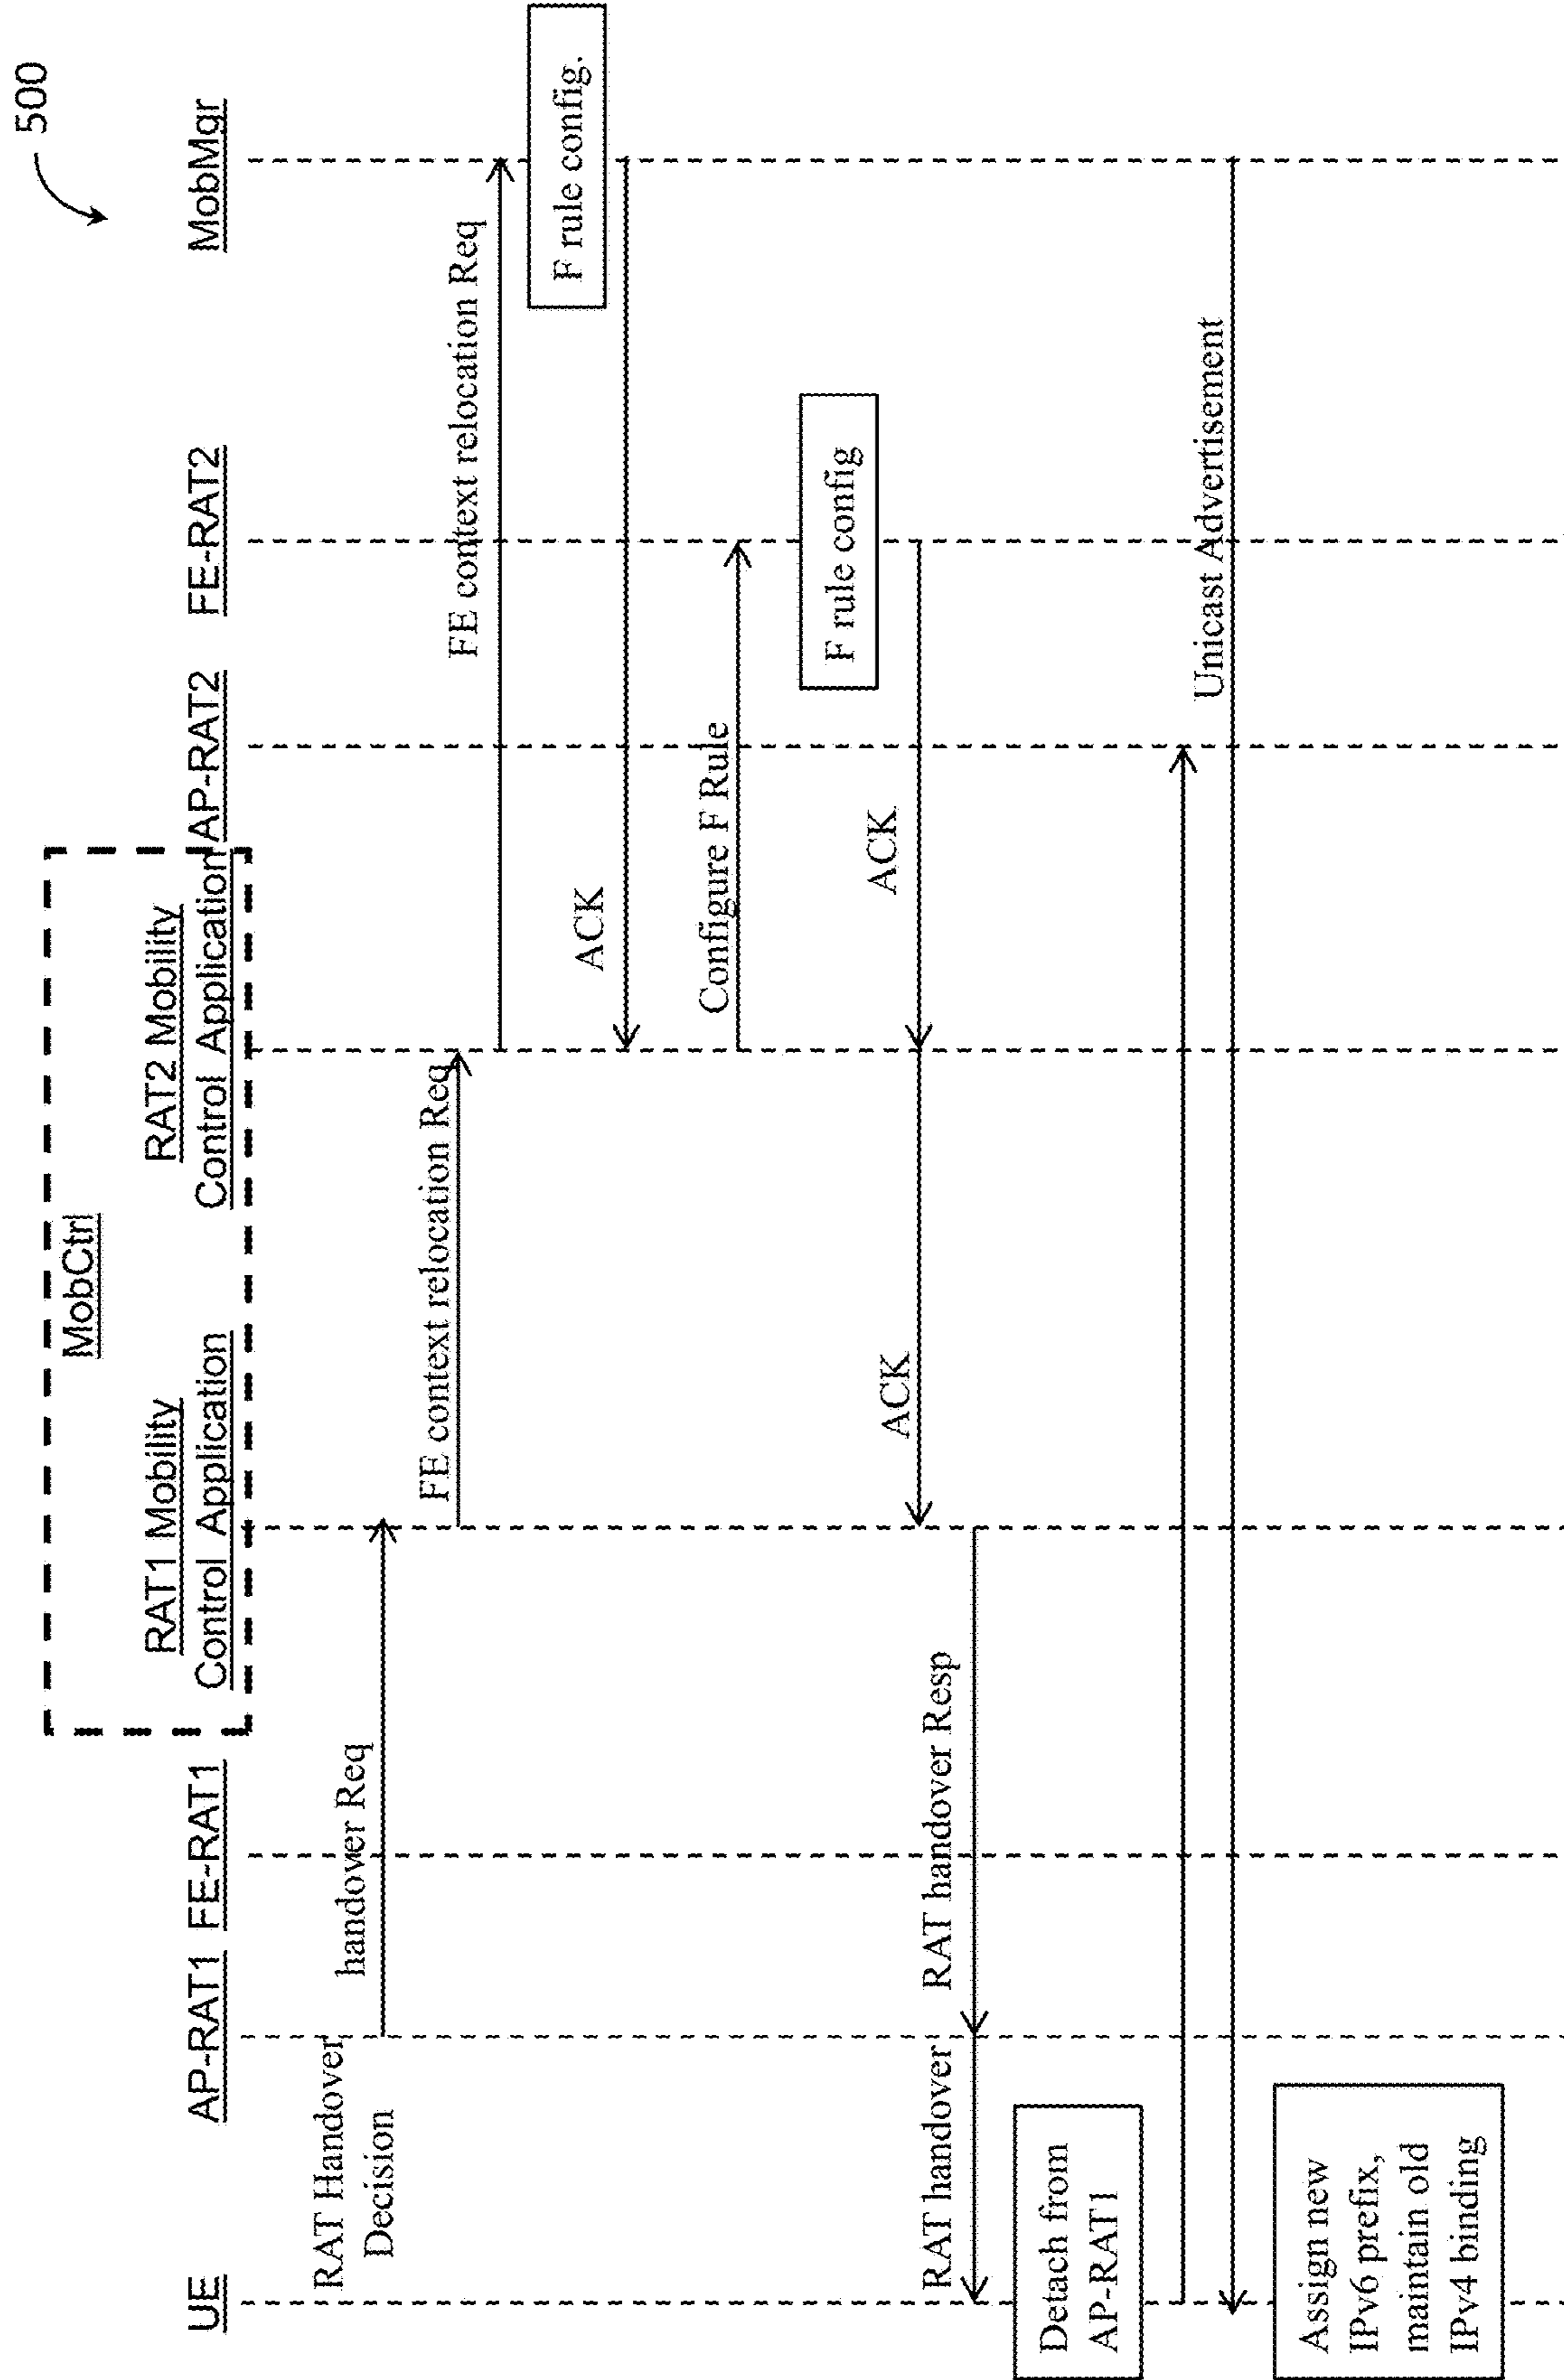 500
MobCtrl
UE
AP-RAT1
FE-RAT1
RAT1 Mobility
Control Application
RAT2 Mobility
Control Application
AP-RAT2
FE-RAT2
MobMgr
RAT Handover
Decision
handover Req
FE context relocation Req
FE context relocation Req
F rule config.
ACK
Configure F Rule
F rule config
ACK
ACK
RAT handover Resp
RAT handover
Detach from
AP-RAT1
Unicast Advertisement
Assign new
IPv6 prefix,
maintain old
IPv4 binding